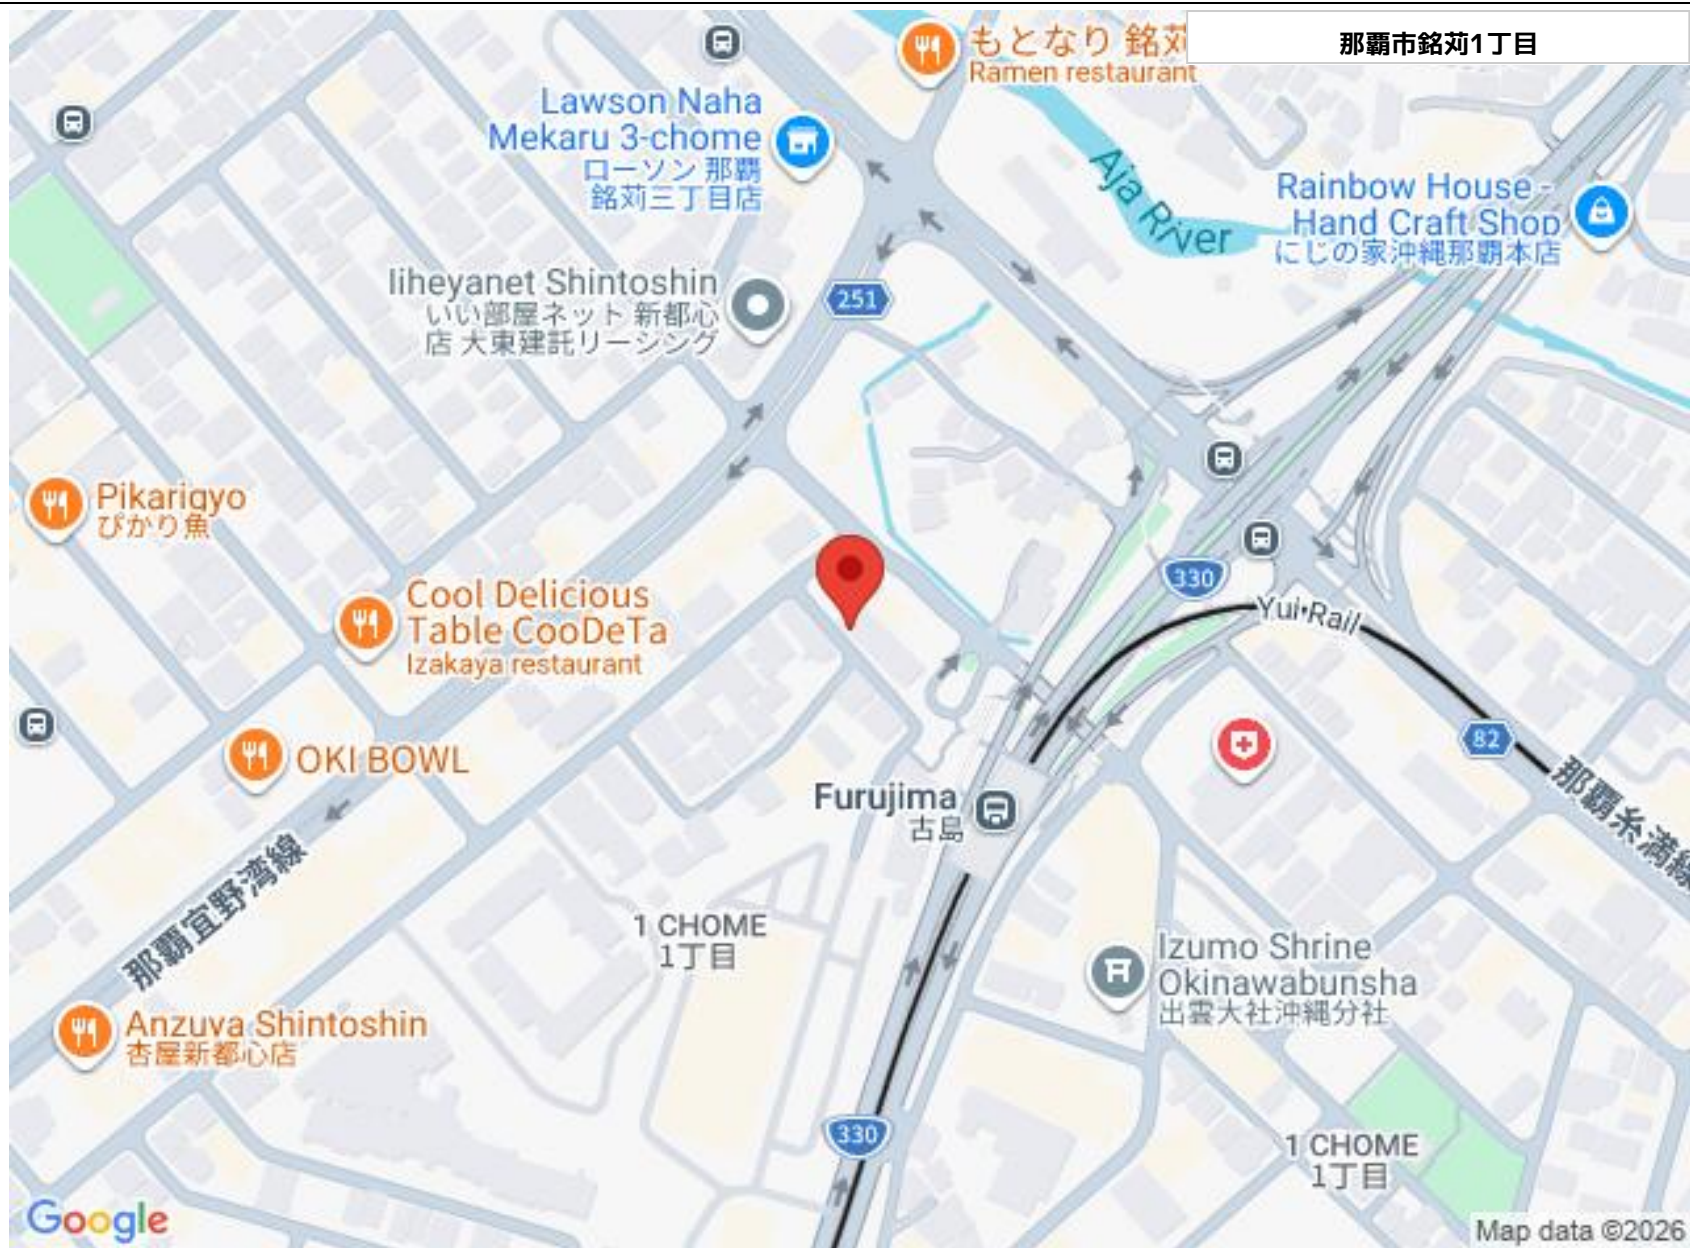 那覇市銘苅1丁目
もとなり 銘苅
Ramen restaurant
Lawson Naha
Mekaru 3-chome
ローソン 那覇
銘苅三丁目店
Aja River
Rainbow House -
Hand Craft Shop
にじの家沖縄那覇本店
Iiheyanet Shintoshin
いい部屋ネット 新都心
店 大東建託リーシング
251
Pikarigyo
ぴかり魚
330
Cool Delicious
Table CooDeTa
Izakaya restaurant
Yui Rail
OKI BOWL
82
那覇糸満線
Furujima
古島
那覇宜野湾線
1 CHOME
1丁目
Izumo Shrine
Okinawabunsha
出雲大社沖縄分社
Anzuya Shintoshin
杏屋新都心店
330
1 CHOME
1丁目
Google
Map data ©2026